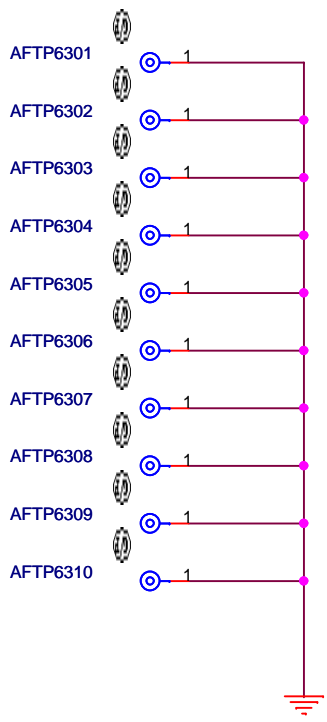 AFTP6301 1
AFTP6302 1
AFTP6303 1
AFTP6304 1
AFTP6305 1
AFTP6306 1
AFTP6307 1
AFTP6308 1
AFTP6309 1
AFTP6310 1